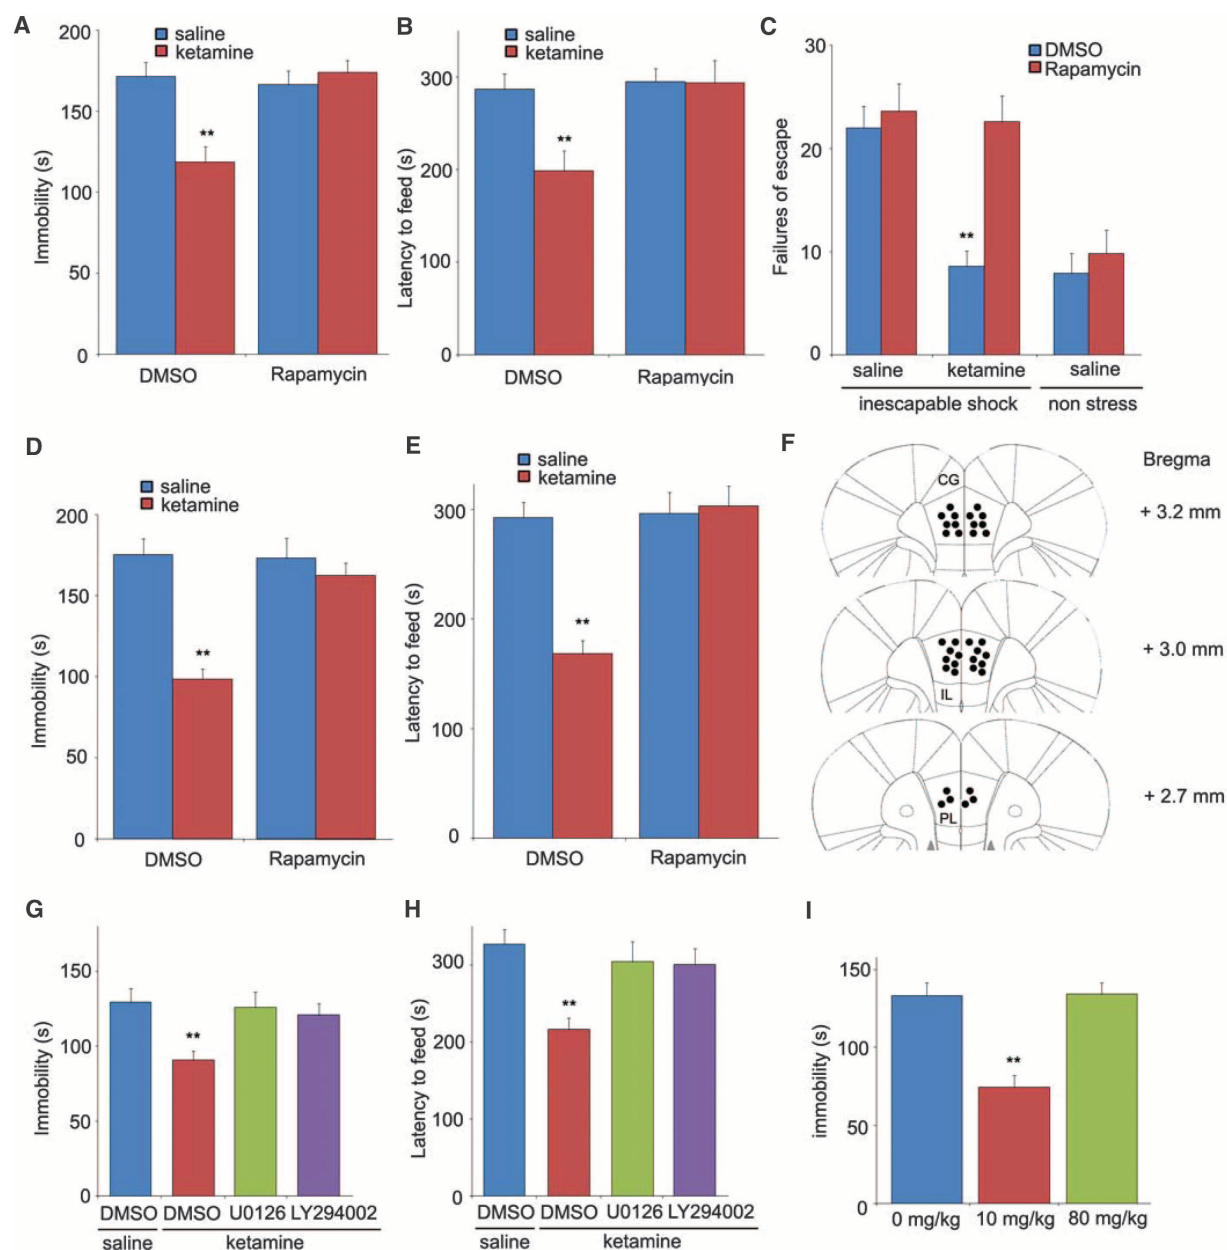 A
saline
ketamine
200
150
100
50
0
Immobility (s)
**
DMSO
Rapamycin
B
saline
ketamine
300
200
100
0
Latency to feed (s)
**
DMSO
Rapamycin
C
DMSO
Rapamycin
30
20
10
0
Failures of escape
**
saline
ketamine
saline
inescapable shock
non stress
D
saline
ketamine
200
150
100
50
0
Immobility (s)
**
DMSO
Rapamycin
E
saline
ketamine
300
200
100
0
Latency to feed (s)
**
DMSO
Rapamycin
F
Bregma
CG
+ 3.2 mm
IL
+ 3.0 mm
PL
+ 2.7 mm
G
150
100
50
0
Immobility (s)
**
DMSO DMSO U0126 LY294002
saline
ketamine
H
300
200
100
0
Latency to feed (s)
**
DMSO DMSO U0126 LY294002
saline
ketamine
I
150
100
50
0
immobility (s)
**
0 mg/kg 10 mg/kg 80 mg/kg